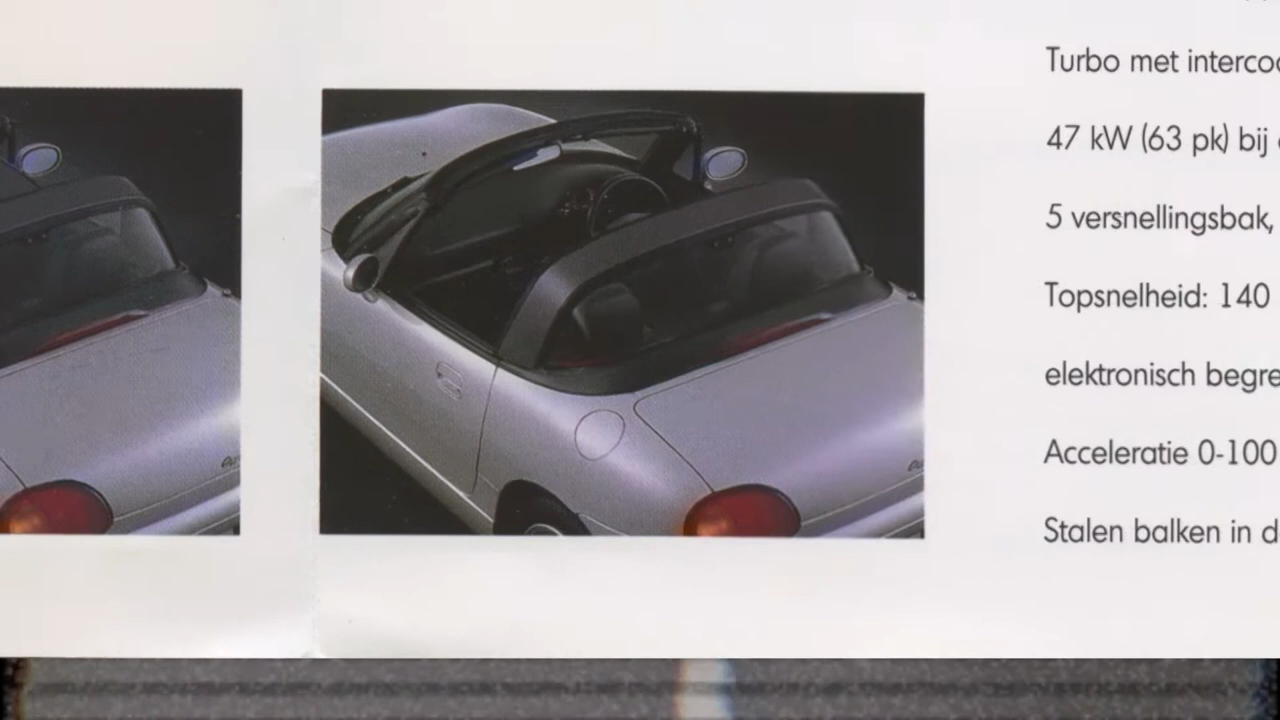 Turbo met intercoo
47 kW (63 pk) bij
5 versnellingsbak,
Topsnelheid: 140
elektronisch begre
Acceleratie 0-100
Stalen balken in d